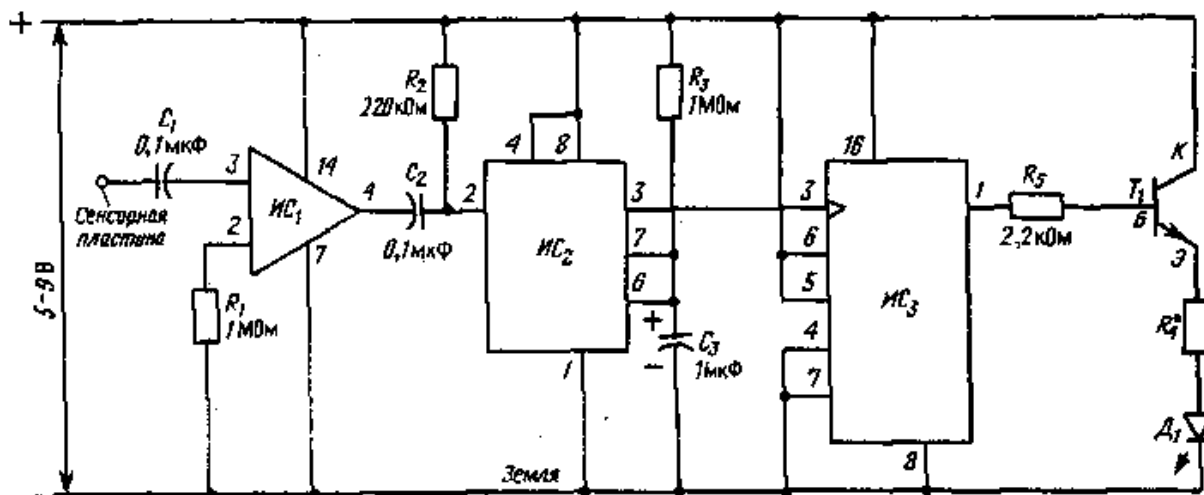 +
5-9 В
C₁
0,1мкФ
Сенсорная
пластина
3
2
14
ИС₁
4
7
R₁
1МОм
R₂
220кОм
C₂
0,1мкФ
2
4
8
ИС₂
3
7
6
1
R₃
1МОм
+
−
C₃
1мкФ
Земля
16
3
6
5
4
7
ИС₃
1
8
R₅
2,2кОм
T₁
К
Б
Э
R₄*
Д₁